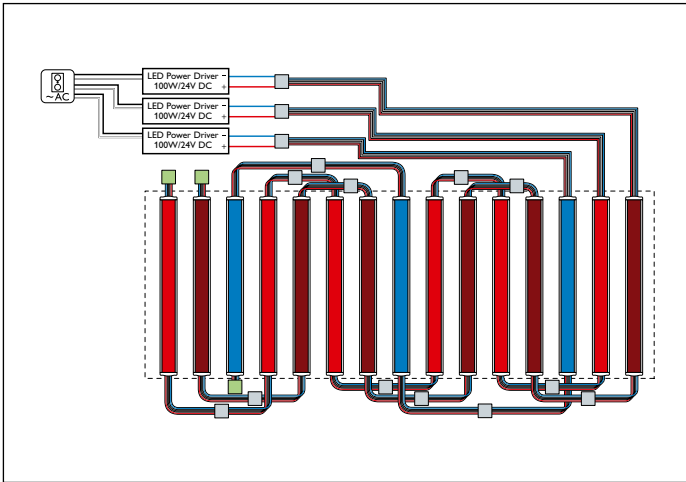 LED Power Driver -
100W/24V DC +
~AC
LED Power Driver -
100W/24V DC +
LED Power Driver -
100W/24V DC +